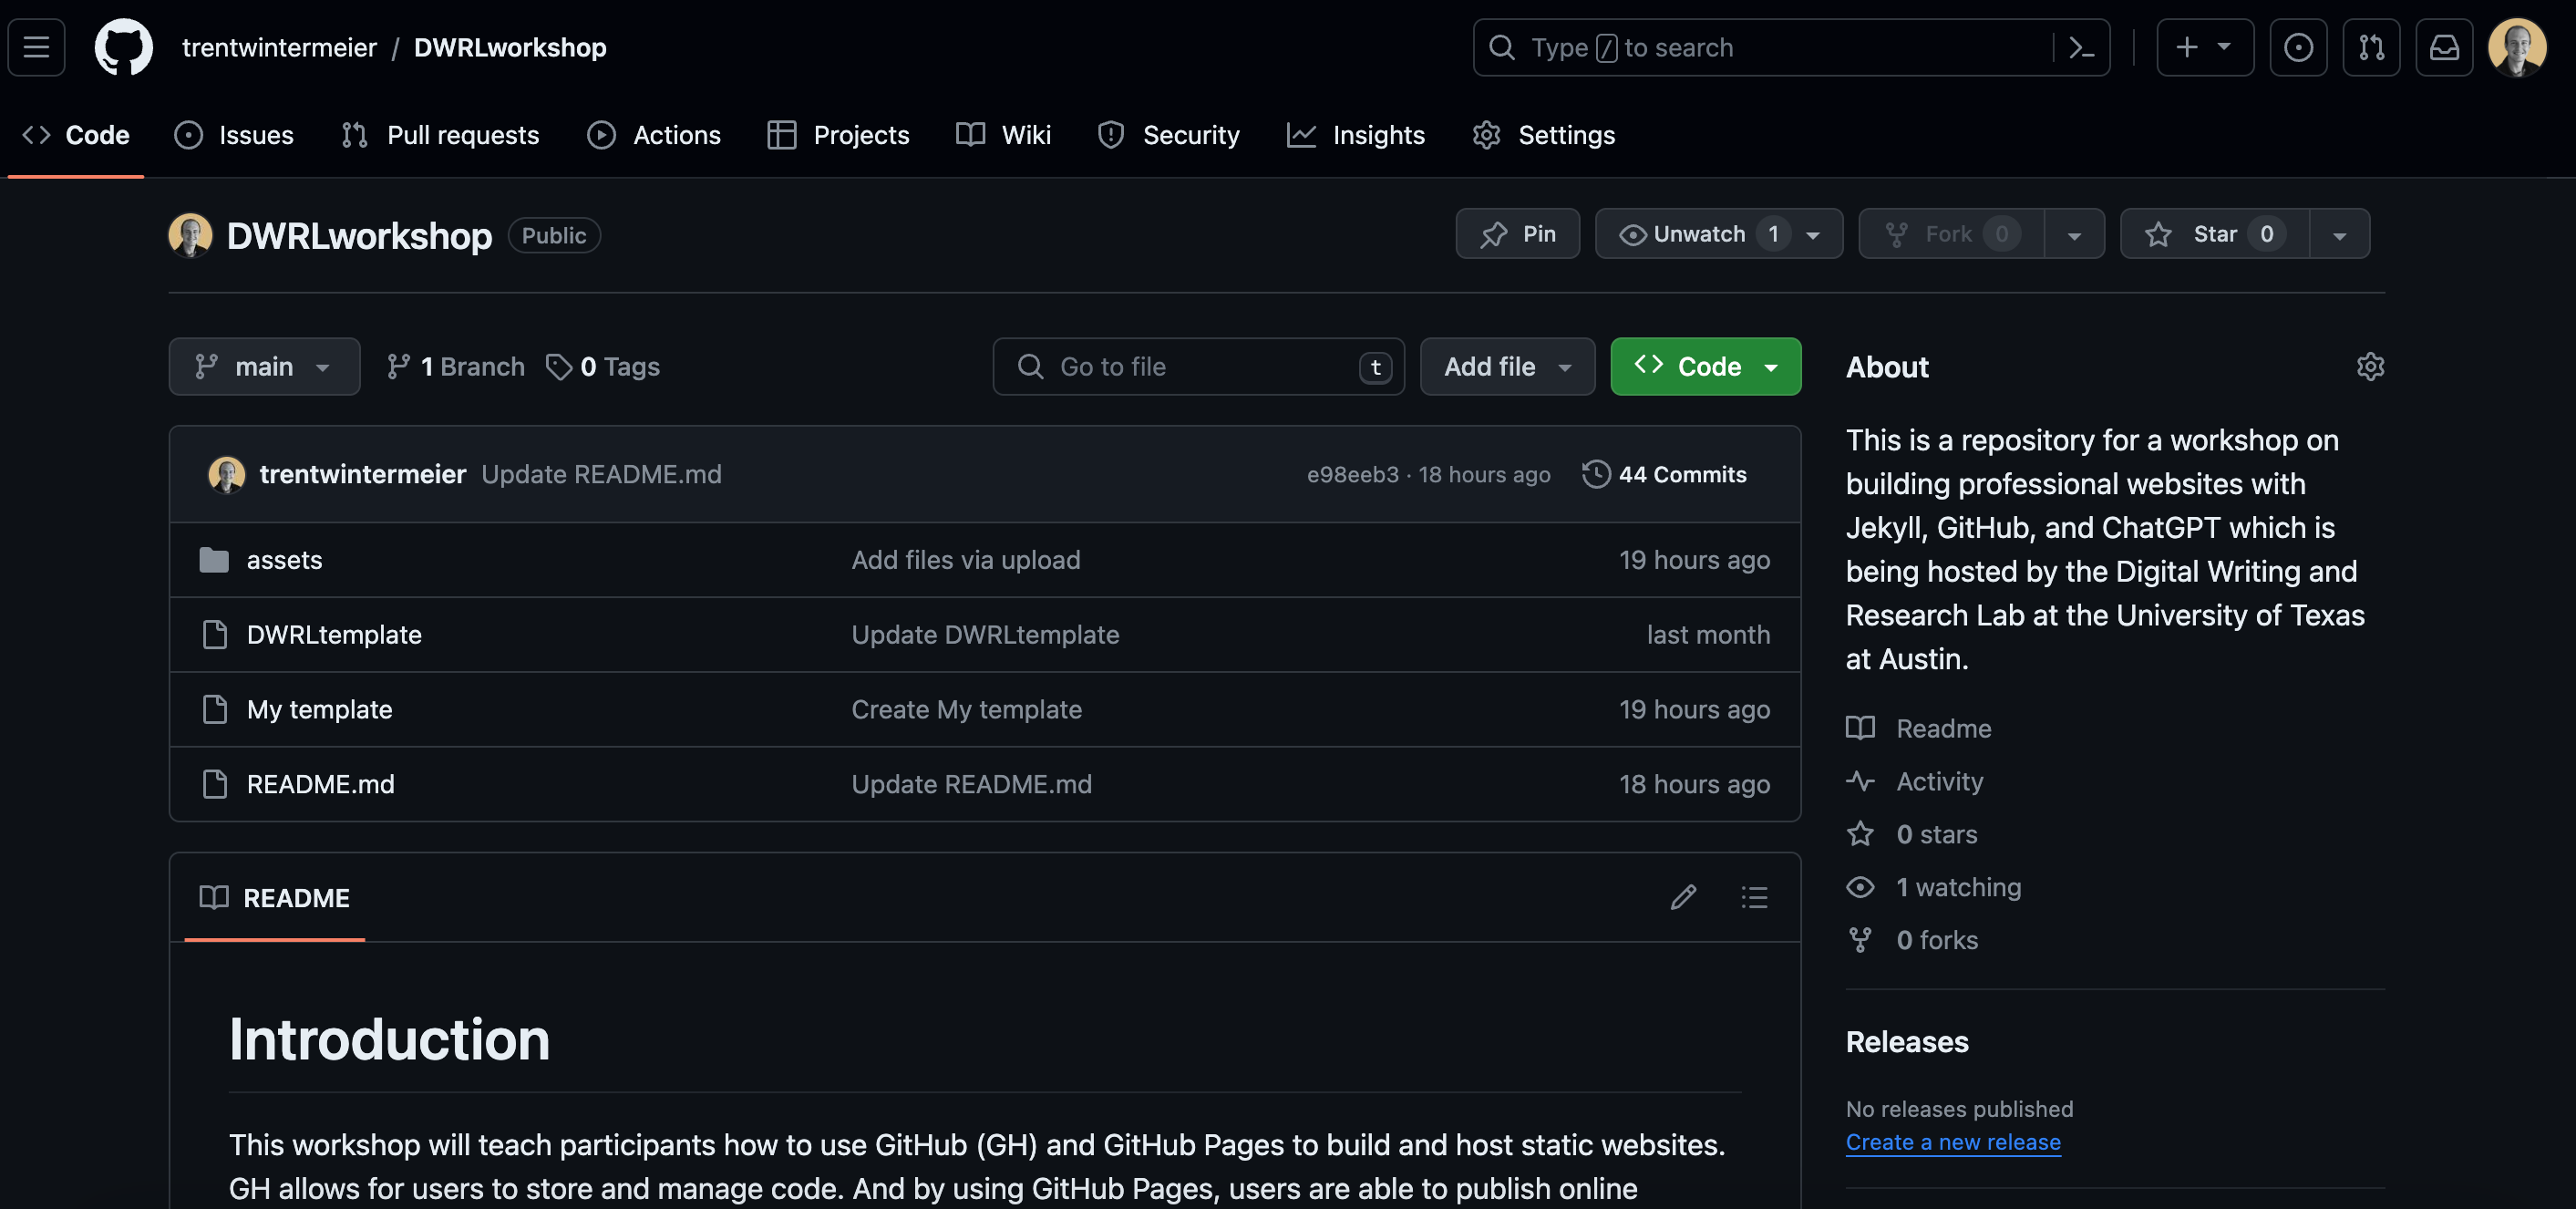 trentwintermeier / DWRLworkshop
Type / to search
Code Issues Pull requests Actions Projects Wiki Security Insights Settings
DWRLworkshop Public
Pin Unwatch 1 Fork 0 Star 0
main 1 Branch 0 Tags
Go to file t Add file Code
trentwintermeier Update README.md e98eeb3 · 18 hours ago 44 Commits
assets Add files via upload 19 hours ago
DWRLtemplate Update DWRLtemplate last month
My template Create My template 19 hours ago
README.md Update README.md 18 hours ago
README
Introduction
This workshop will teach participants how to use GitHub (GH) and GitHub Pages to build and host static websites.
GH allows for users to store and manage code. And by using GitHub Pages, users are able to publish online
About
This is a repository for a workshop on
building professional websites with
Jekyll, GitHub, and ChatGPT which is
being hosted by the Digital Writing and
Research Lab at the University of Texas
at Austin.
Readme
Activity
0 stars
1 watching
0 forks
Releases
No releases published
Create a new release